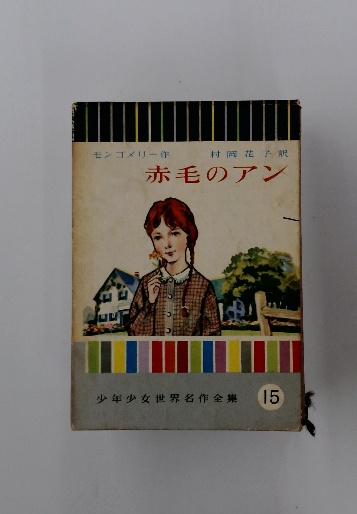 モンゴメリー作　村岡花子訳
赤毛のアン
少年少女世界名作全集 15